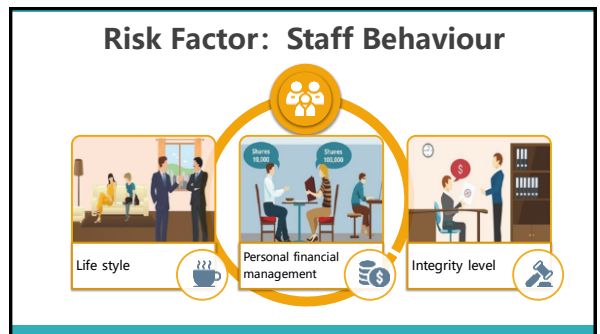 Risk Factor: Staff Behaviour
Shares
10,000
Shares
100,000
$
Life style
Personal financial
management
$
Integrity level